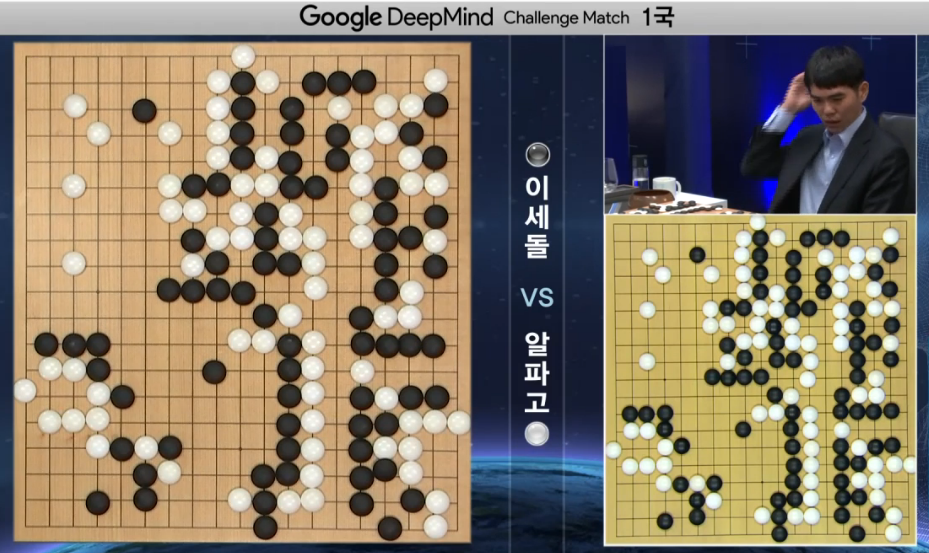 Google DeepMind Challenge Match 1국
이세돌
VS
알파고